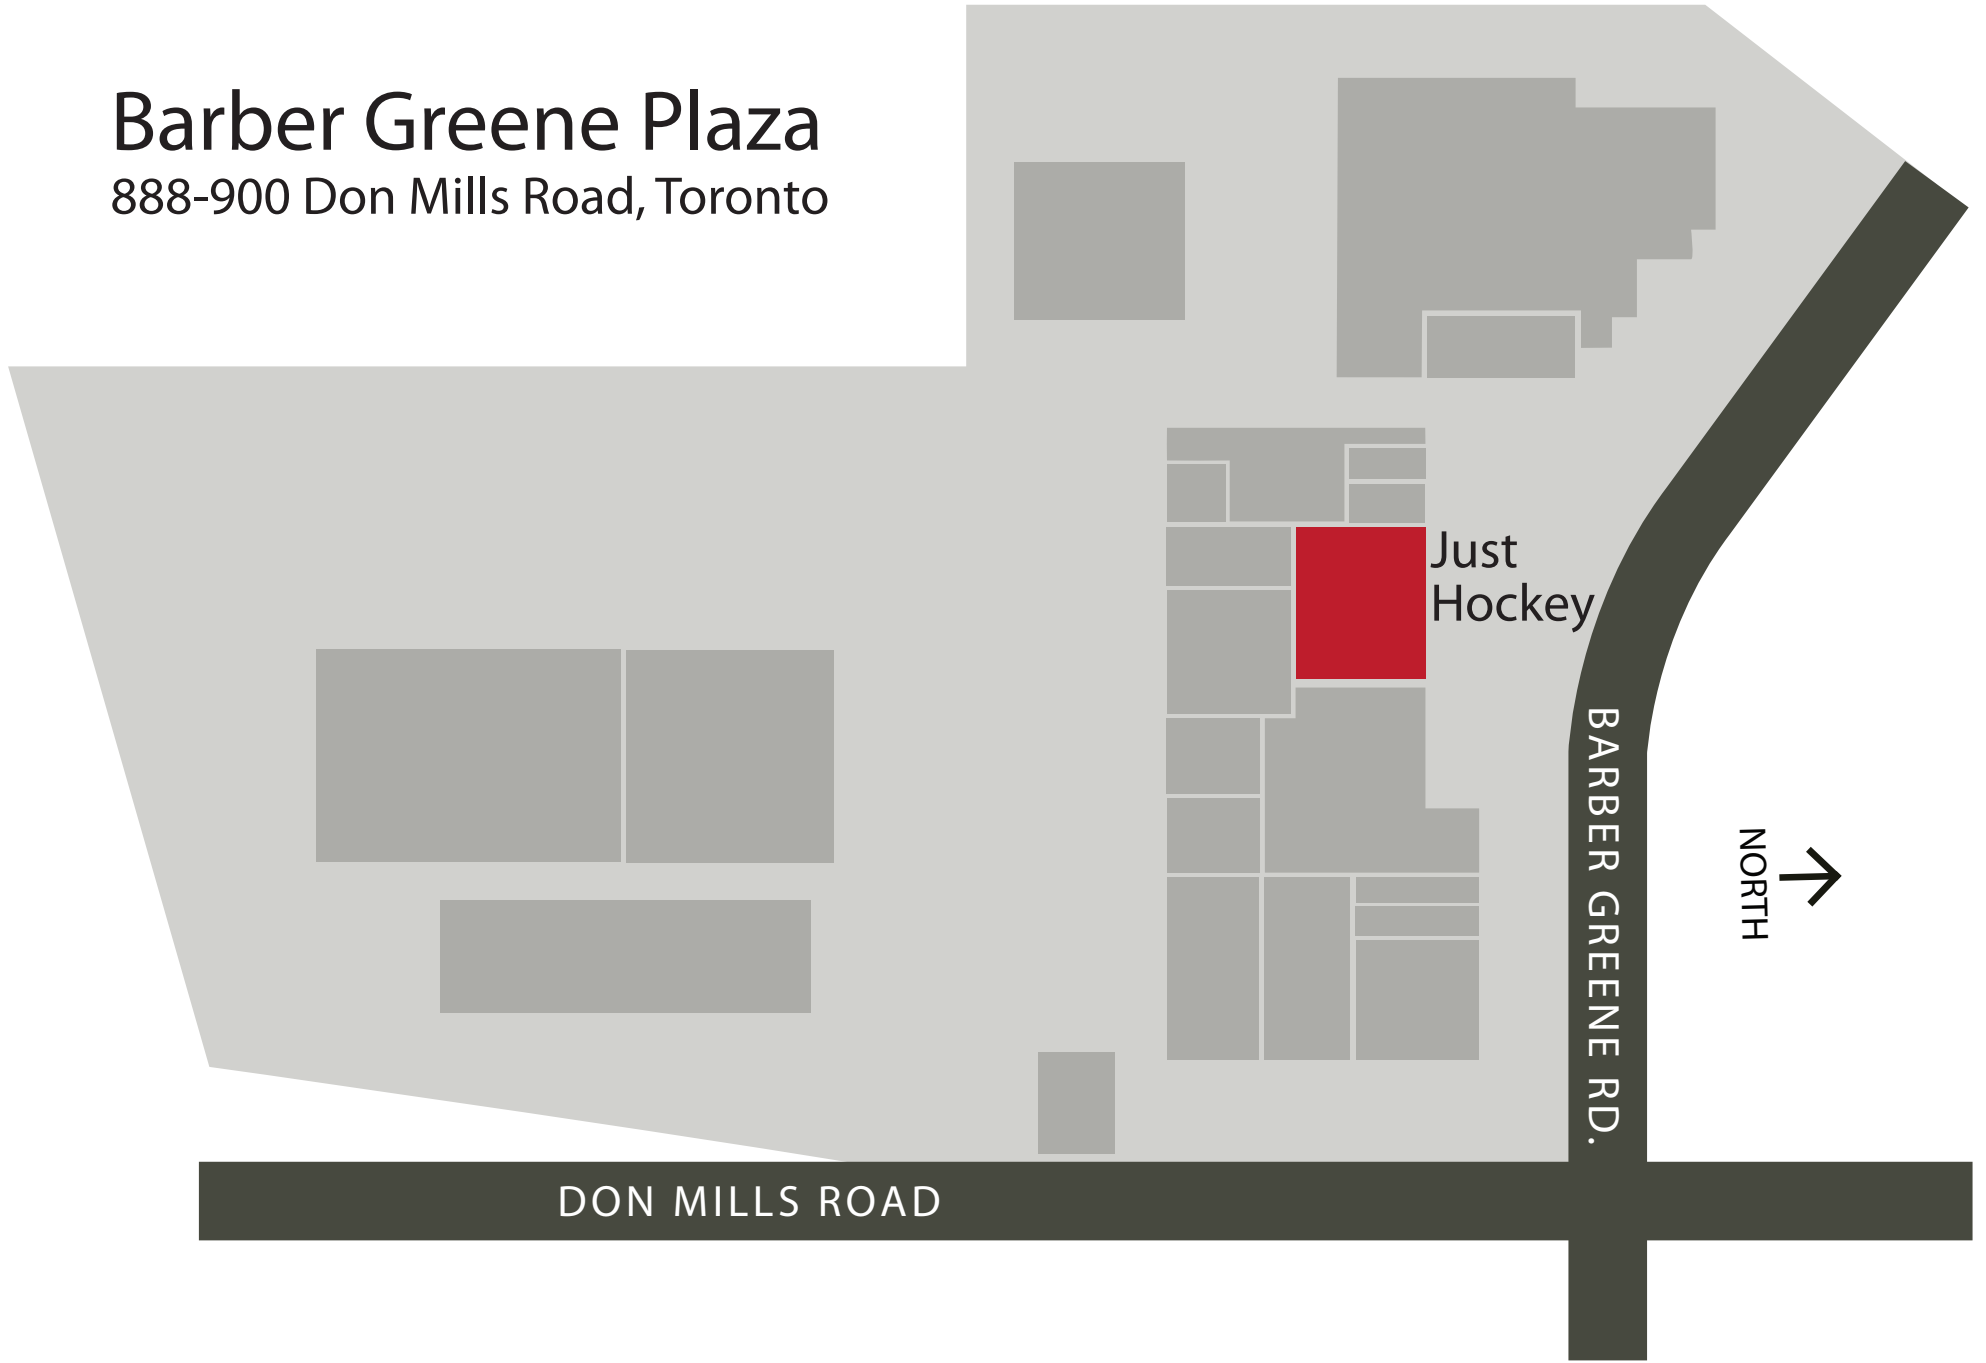 Barber Greene Plaza
888-900 Don Mills Road, Toronto
Just
Hockey
BARBER GREENE RD.
NORTH
DON MILLS ROAD